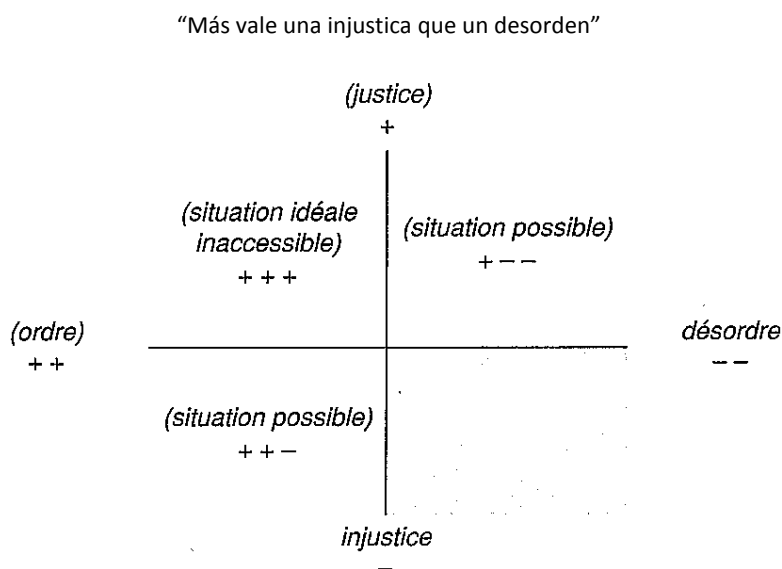 “Más vale una injustica que un desorden”
(justice)
+
(situation idéale
inaccessible)
+ + +
(situation possible)
+ – –
(ordre)
+ +
désordre
– –
(situation possible)
+ + –
injustice
–